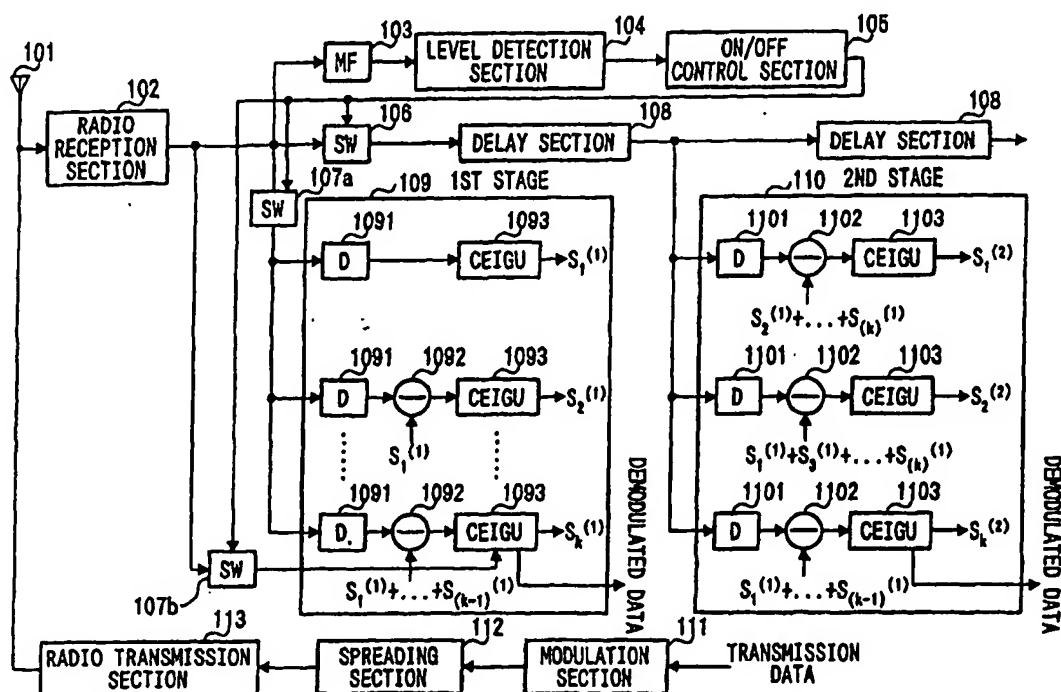 101
102
RADIO RECEPTION SECTION
103
MF
104
LEVEL DETECTION SECTION
105
ON/OFF CONTROL SECTION
106
SW
108
DELAY SECTION
108
DELAY SECTION
107a
SW
109
1ST STAGE
1091
D
1093
CEIGU
S1(1)
1091
D
1092
1093
CEIGU
S2(1)
S1(1)
1091
D
1092
1093
CEIGU
Sk(1)
S1(1)+...+S(k-1)(1)
SW
107b
DEMODULATED DATA
110
2ND STAGE
1101
D
1102
1103
CEIGU
S1(2)
S2(1)+...+S(k)(1)
1101
D
1102
1103
CEIGU
S2(2)
S1(1)+S3(1)+...+S(k)(1)
1101
D
1102
1103
CEIGU
Sk(2)
S1(1)+...+S(k-1)(1)
DEMODULATED DATA
113
RADIO TRANSMISSION SECTION
112
SPREADING SECTION
111
MODULATION SECTION
TRANSMISSION DATA